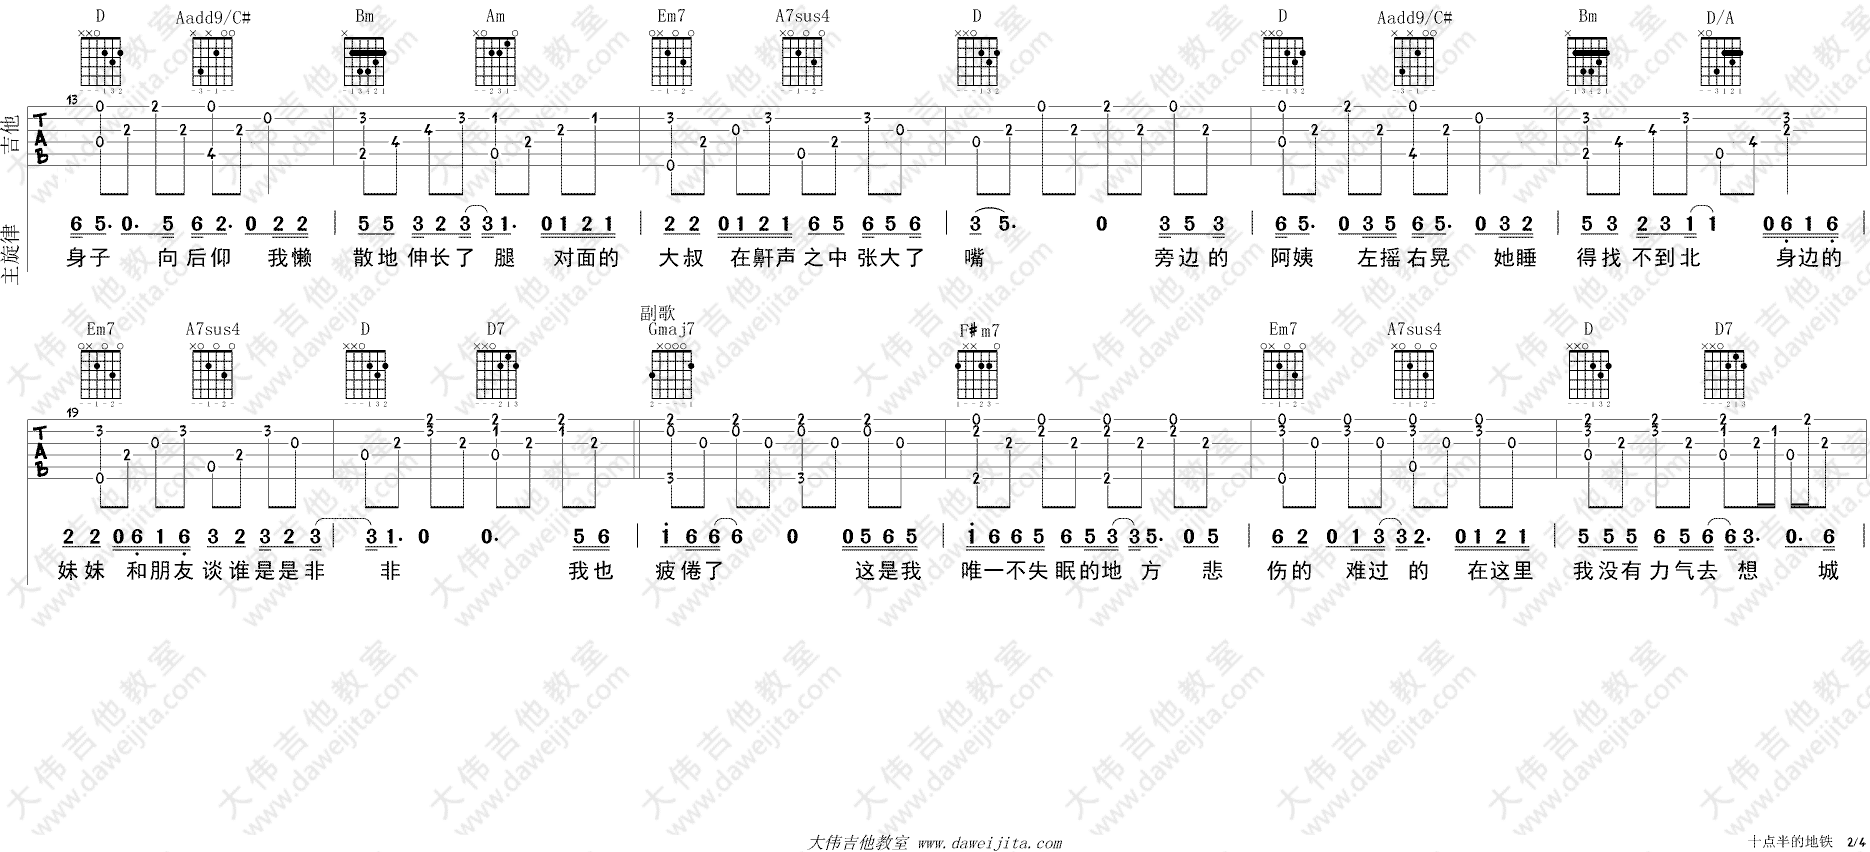 D Aadd9/C# Bm Am Em7 A7sus4 D D Aadd9/C# Bm D/A
13
吉他
TAB
主旋律
6 5. 0. 5 6 2. 0 2 2 | 5 5 3 2 3 3 1. 0 1 2 1 | 2 2 0 1 2 1 6 5 6 5 6 | 3 5. 0 3 5 3 | 6 5. 0 3 5 6 5. 0 3 2 | 5 3 2 3 1 1 0 6 1 6 |
身子 向后仰 我懒 散地伸长了 腿 对面的 大叔 在鼾声之中张大了 嘴 旁边的 阿姨 左摇右晃 她睡 得找不到北 身边的
副歌
Em7 A7sus4 D D7 Gmaj7 F#m7 Em7 A7sus4 D D7
19
TAB
2 2 0 6 1 6 3 2 3 2 3 | 3 1. 0 0. 5 6 | i 6 6 6 0 0 5 6 5 | i 6 6 5 6 5 3 3 5. 0 5 | 6 2 0 1 3 3 2. 0 1 2 1 | 5 5 5 6 5 6 6 3. 0. 6 |
妹妹 和朋友谈谁是是非 非 我也 疲倦了 这是我 唯一不失眠的地 方 悲 伤的 难过 的 在这里 我没有力气去 想 城
大伟吉他教室 www.daweijita.com
十点半的地铁 2/4